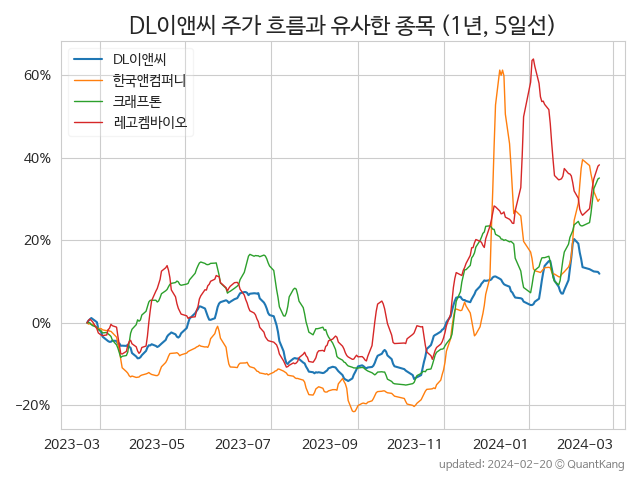 DL이앤씨 주가 흐름과 유사한 종목 (1년, 5일선)
DL이앤씨
한국앤컴퍼니
크래프톤
레고켐바이오
60%
40%
20%
0%
−20%
2023-03 2023-05 2023-07 2023-09 2023-11 2024-01 2024-03
updated: 2024-02-20 © QuantKang